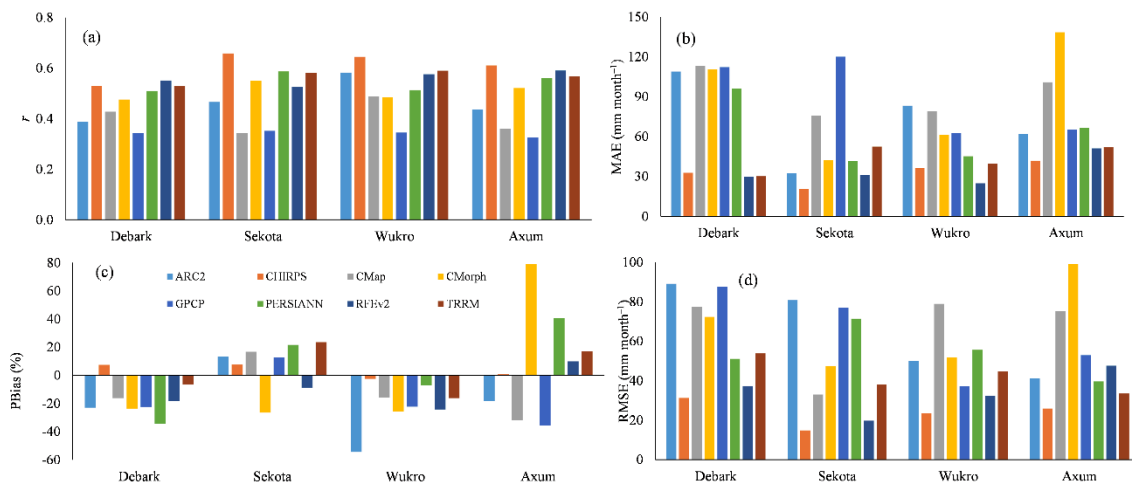 (a)
r
0.8
0.6
0.4
0.2
0.0
Debark Sekota Wukro Axum
(b)
MAE (mm month⁻¹)
150
120
90
60
30
0
Debark Sekota Wukro Axum
(c)
PBias (%)
80
60
40
20
0
-20
-40
-60
ARC2 CHIRPS CMap CMorph
GPCP PERSIANN RFEv2 TRRM
Debark Sekota Wukro Axum
(d)
RMSE (mm month⁻¹)
100
80
60
40
20
0
Debark Sekota Wukro Axum